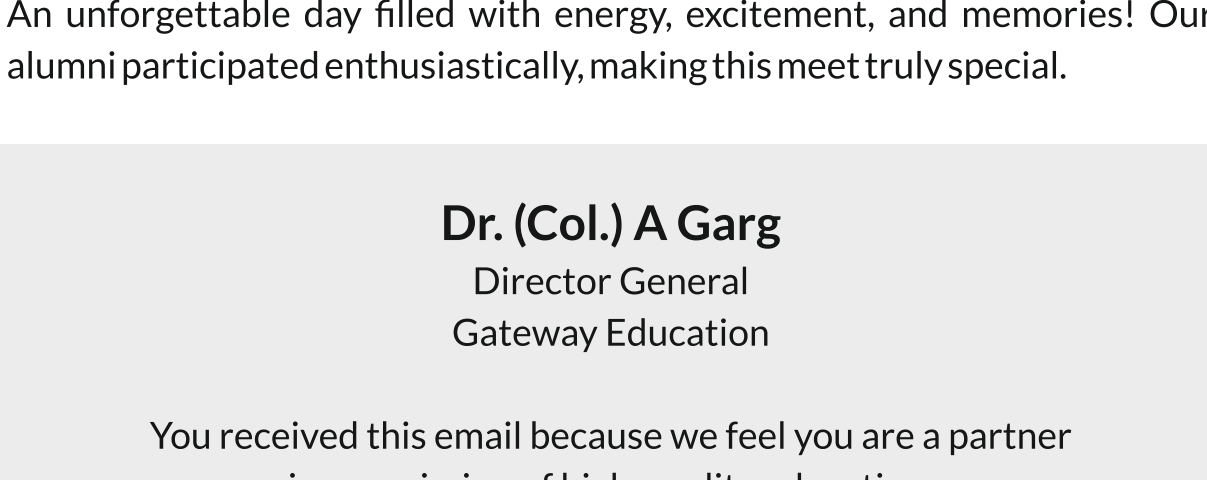 An unforgettable day filled with energy, excitement, and memories! Our
alumni participated enthusiastically, making this meet truly special.
Dr. (Col.) A Garg
Director General
Gateway Education
You received this email because we feel you are a partner